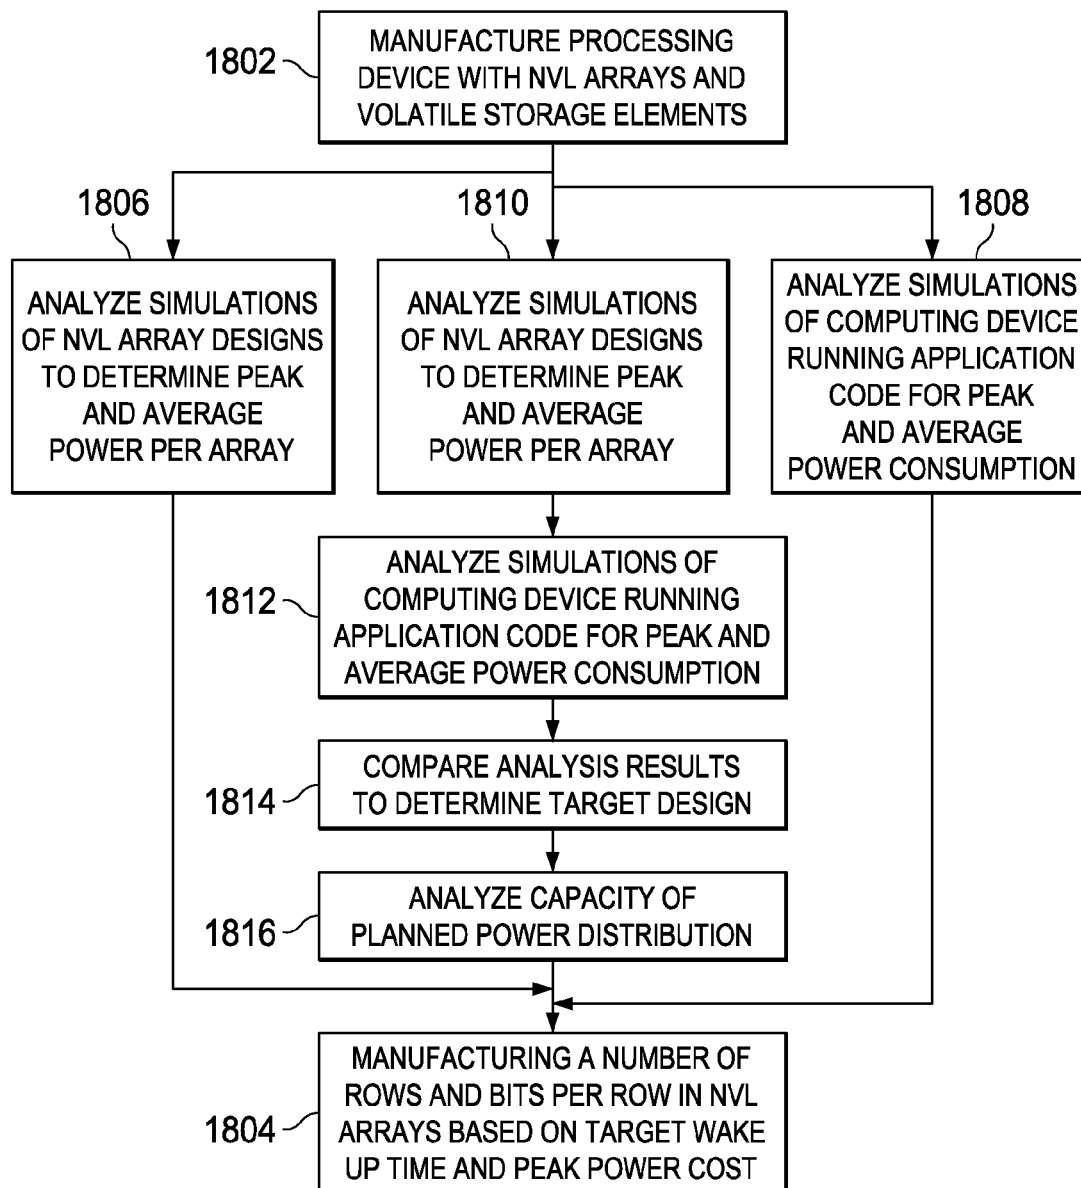 1802
MANUFACTURE PROCESSING
DEVICE WITH NVL ARRAYS AND
VOLATILE STORAGE ELEMENTS
1806
1810
1808
ANALYZE SIMULATIONS
OF NVL ARRAY DESIGNS
TO DETERMINE PEAK
AND AVERAGE
POWER PER ARRAY
ANALYZE SIMULATIONS
OF NVL ARRAY DESIGNS
TO DETERMINE PEAK
AND AVERAGE
POWER PER ARRAY
ANALYZE SIMULATIONS
OF COMPUTING DEVICE
RUNNING APPLICATION
CODE FOR PEAK
AND AVERAGE
POWER CONSUMPTION
1812
ANALYZE SIMULATIONS OF
COMPUTING DEVICE RUNNING
APPLICATION CODE FOR PEAK AND
AVERAGE POWER CONSUMPTION
1814
COMPARE ANALYSIS RESULTS
TO DETERMINE TARGET DESIGN
1816
ANALYZE CAPACITY OF
PLANNED POWER DISTRIBUTION
1804
MANUFACTURING A NUMBER OF
ROWS AND BITS PER ROW IN NVL
ARRAYS BASED ON TARGET WAKE
UP TIME AND PEAK POWER COST